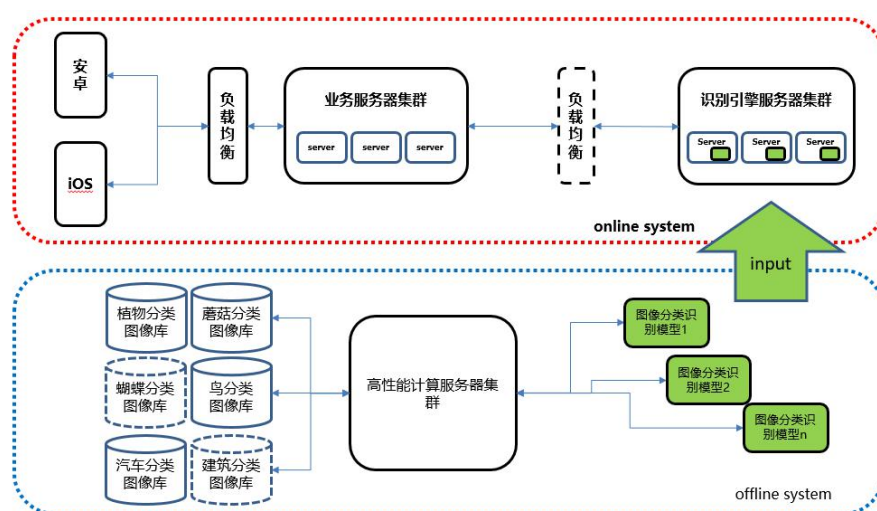 安
卓
iOS
负
载
均
衡
业务服务器集群
server
server
server
负
载
均
衡
识别引擎服务器集群
Server
Server
Server
online system
input
植物分类
图像库
蘑菇分类
图像库
蝴蝶分类
图像库
鸟分类
图像库
汽车分类
图像库
建筑分类
图像库
高性能计算服务器集
群
图像分类识
别模型1
图像分类识
别模型2
图像分类识
别模型n
offline system